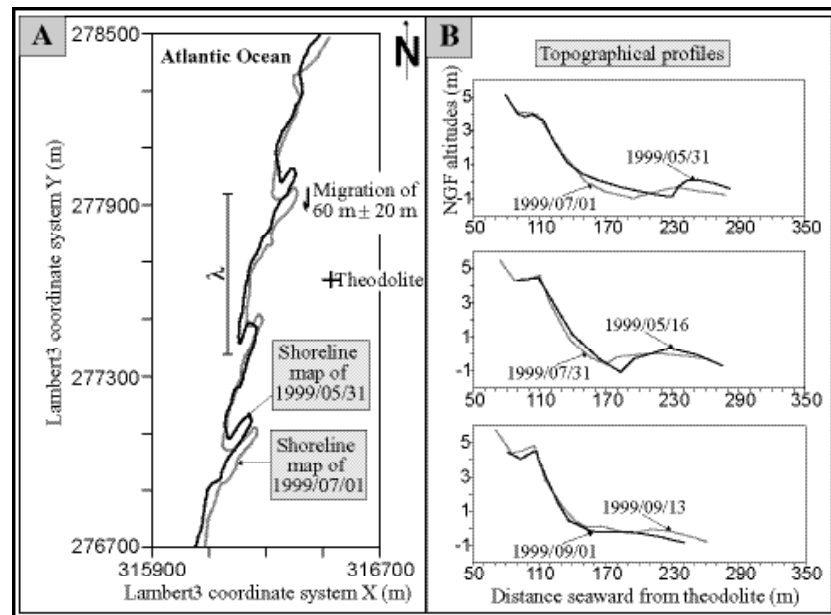 A
Atlantic Ocean
N
278500
277900
277300
276700
Lambert3 coordinate system Y (m)
Migration of
60 m ± 20 m
λ
Theodolite
Shoreline
map of
1999/05/31
Shoreline
map of
1999/07/01
315900
316700
Lambert3 coordinate system X (m)
B
Topographical profiles
NGF altitudes (m)
5
3
1
-1
1999/05/31
1999/07/01
50 110 170 230 290 350
5
3
1
-1
1999/05/16
1999/07/31
50 110 170 230 290 350
5
3
1
-1
1999/09/13
1999/09/01
50 110 170 230 290 350
Distance seaward from theodolite (m)